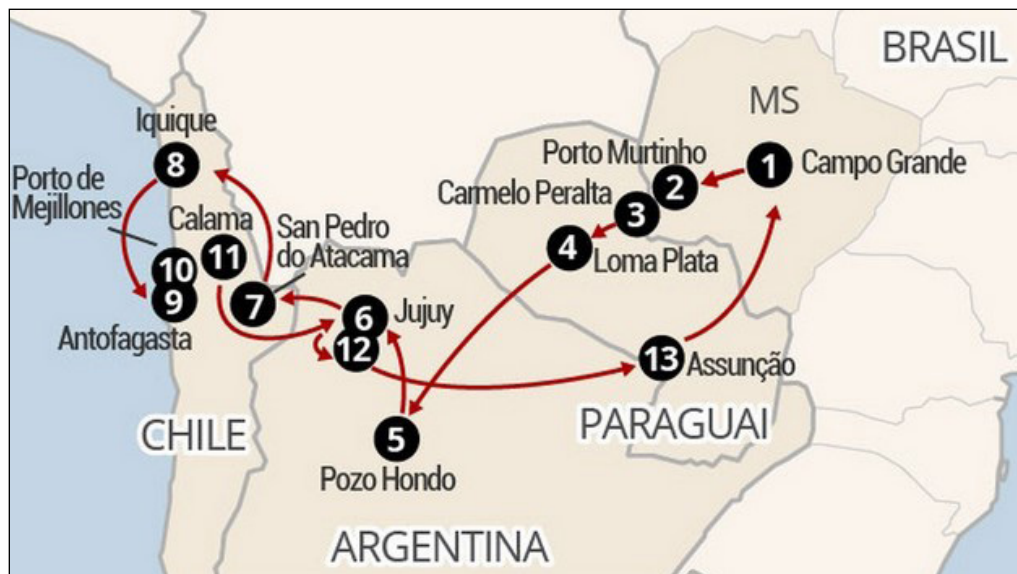 BRASIL
MS
Iquique
8
Porto Murtinho
1
Campo Grande
Porto de
Mejillones
2
Carmelo Peralta
3
Calama
San Pedro
do Atacama
4
Loma Plata
11
10
9
7
6
Jujuy
Antofagasta
12
13
Assunção
CHILE
PARAGUAI
5
Pozo Hondo
ARGENTINA